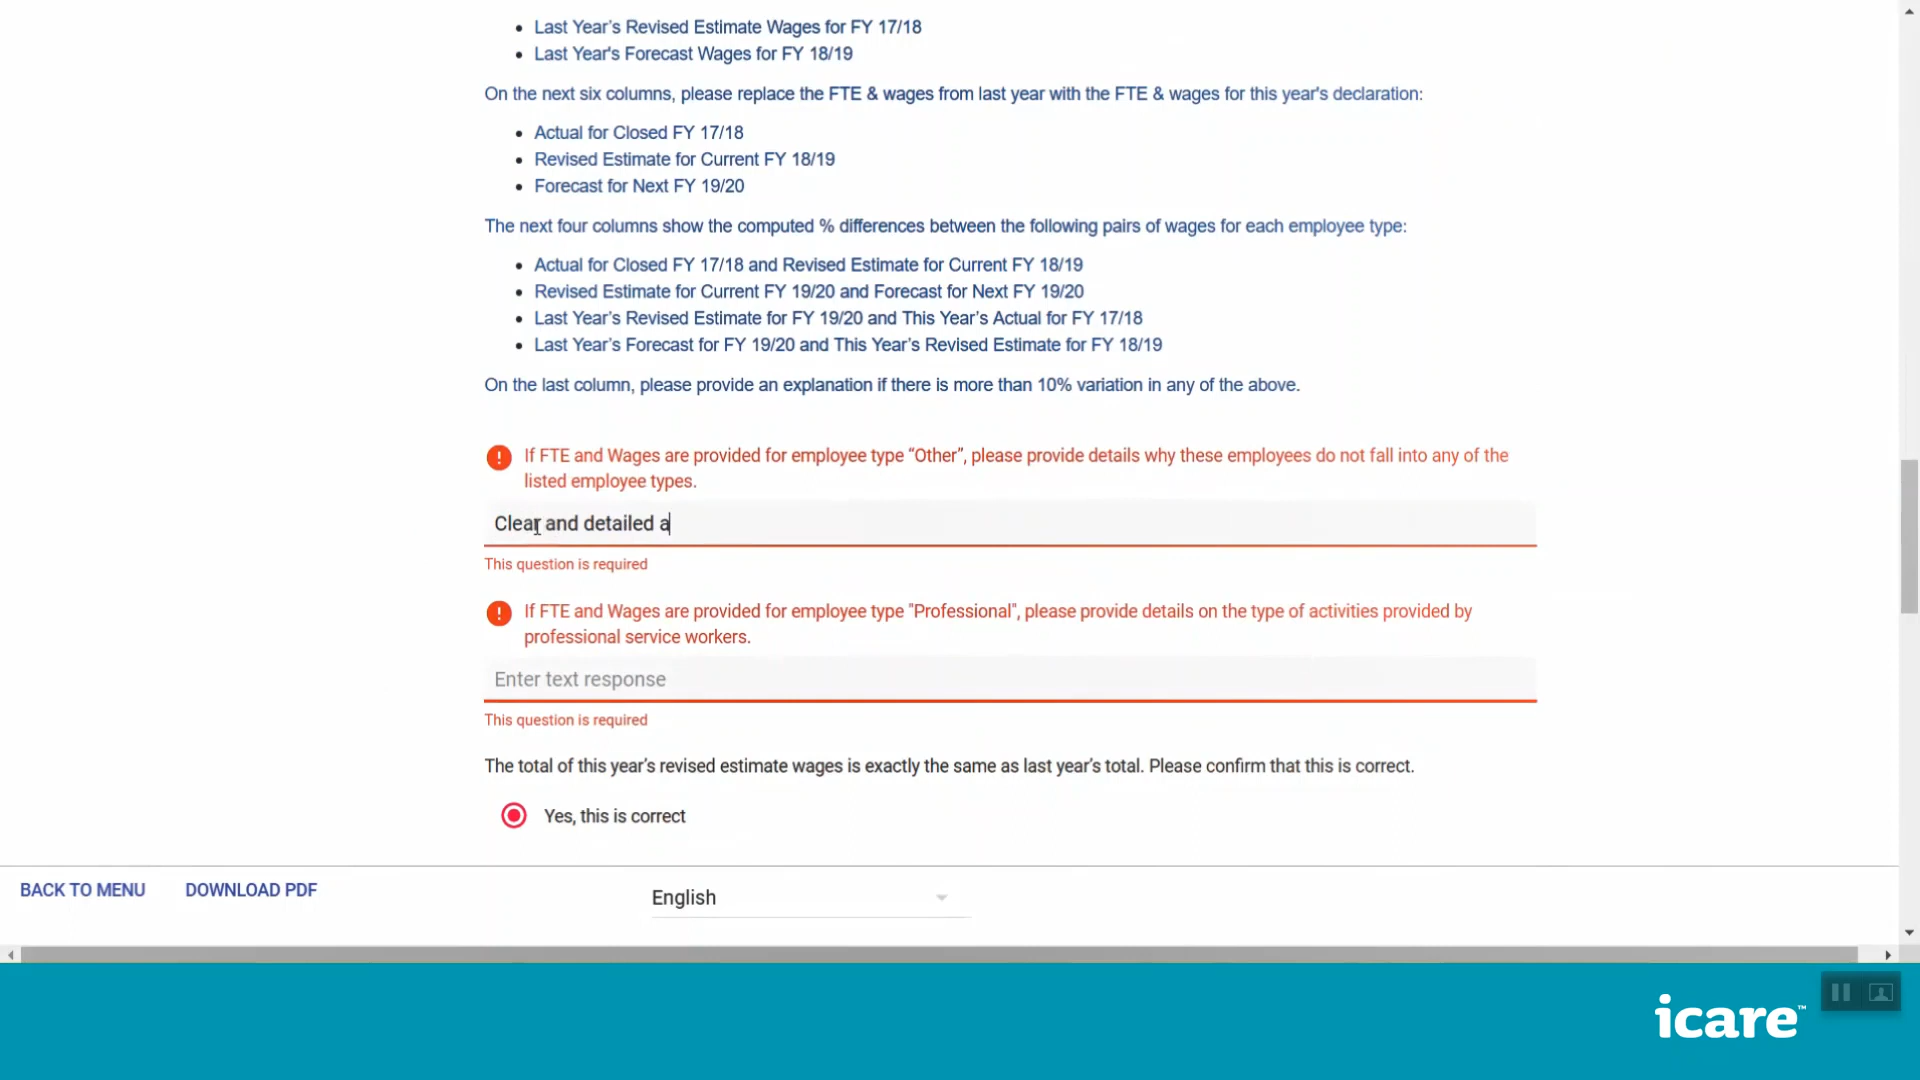 Last Year’s Revised Estimate Wages for FY 17/18
Last Year's Forecast Wages for FY 18/19
On the next six columns, please replace the FTE & wages from last year with the FTE & wages for this year's declaration:
Actual for Closed FY 17/18
Revised Estimate for Current FY 18/19
Forecast for Next FY 19/20
The next four columns show the computed % differences between the following pairs of wages for each employee type:
Actual for Closed FY 17/18 and Revised Estimate for Current FY 18/19
Revised Estimate for Current FY 19/20 and Forecast for Next FY 19/20
Last Year’s Revised Estimate for FY 19/20 and This Year’s Actual for FY 17/18
Last Year’s Forecast for FY 19/20 and This Year’s Revised Estimate for FY 18/19
On the last column, please provide an explanation if there is more than 10% variation in any of the above.
If FTE and Wages are provided for employee type “Other”, please provide details why these employees do not fall into any of the
listed employee types.
Clear and detailed a
This question is required
If FTE and Wages are provided for employee type "Professional", please provide details on the type of activities provided by
professional service workers.
Enter text response
This question is required
The total of this year’s revised estimate wages is exactly the same as last year’s total. Please confirm that this is correct.
Yes, this is correct
BACK TO MENU
DOWNLOAD PDF
English
icare™